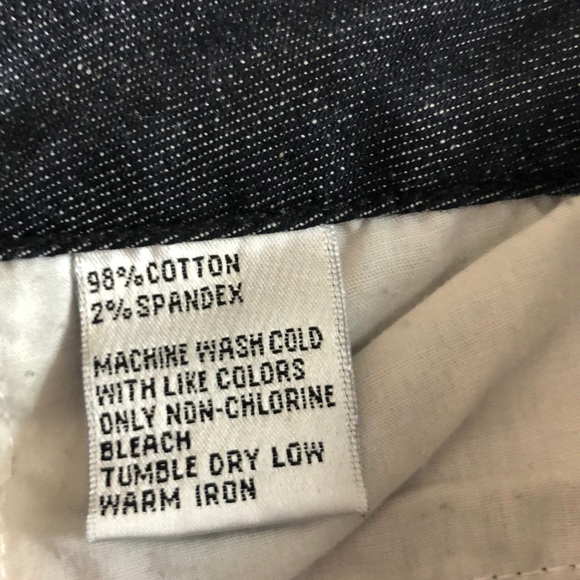 98% COTTON
2% SPANDEX
MACHINE WASH COLD
WITH LIKE COLORS
ONLY NON-CHLORINE
BLEACH
TUMBLE DRY LOW
WARM IRON